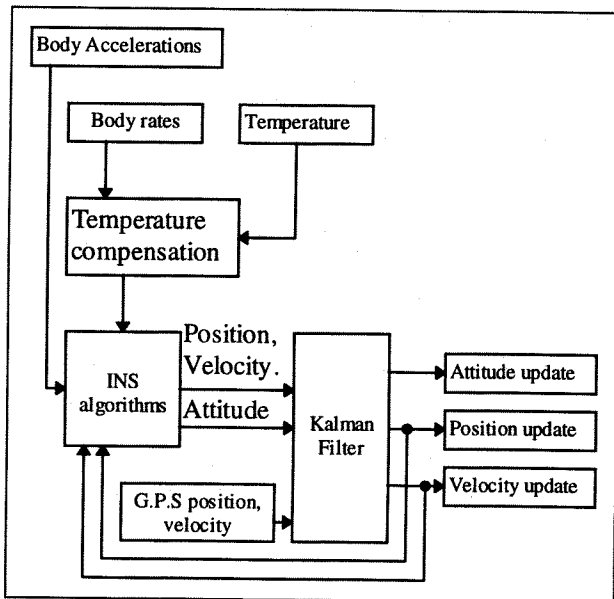 Body Accelerations
Body rates
Temperature
Temperature
compensation
Position,
Velocity.
Attitude
INS
algorithms
Kalman
Filter
Attitude update
Position update
Velocity update
G.P.S position,
velocity